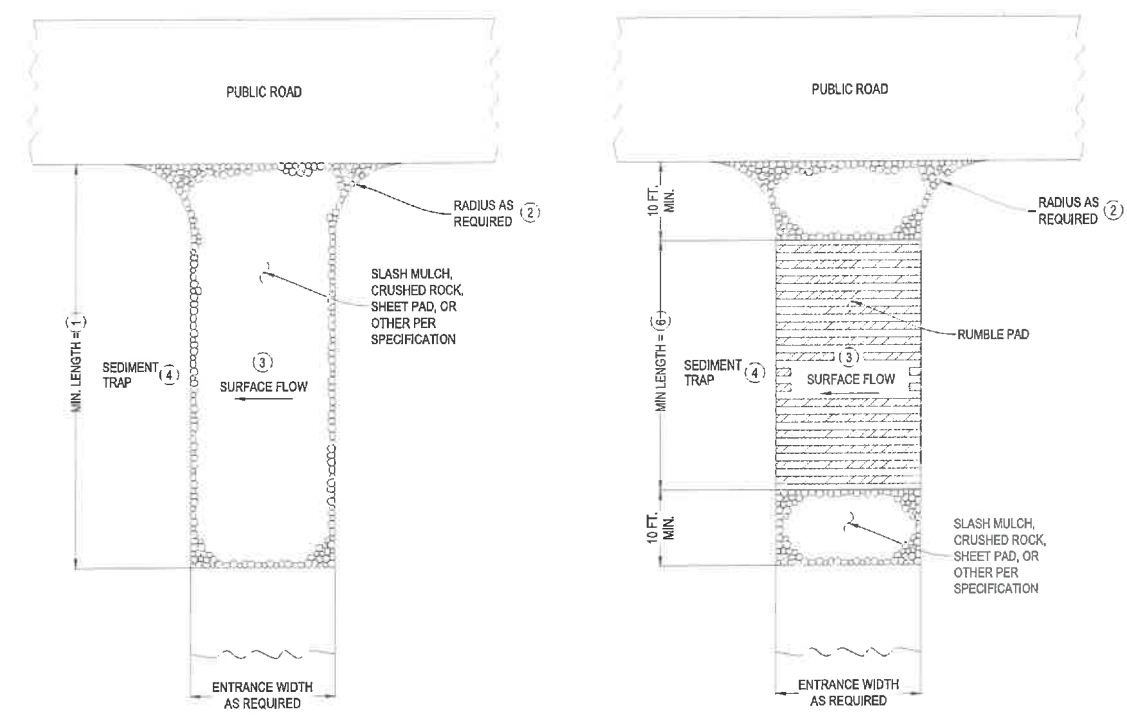 PUBLIC ROAD
RADIUS AS
REQUIRED 2
SLASH MULCH,
CRUSHED ROCK,
SHEET PAD, OR
OTHER PER
SPECIFICATION
MIN. LENGTH = 1
SEDIMENT
TRAP 4
3
SURFACE FLOW
ENTRANCE WIDTH
AS REQUIRED
PUBLIC ROAD
10 FT.
MIN.
RADIUS AS
REQUIRED 2
RUMBLE PAD
MIN LENGTH = 6
SEDIMENT
TRAP 4
3
SURFACE FLOW
10 FT.
MIN.
SLASH MULCH,
CRUSHED ROCK,
SHEET PAD, OR
OTHER PER
SPECIFICATION
ENTRANCE WIDTH
AS REQUIRED